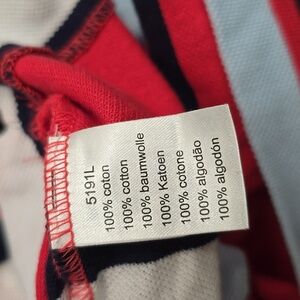 5191L
100% coton
100% cotton
100% baumwolle
100% Katoen
100% cotone
100% algodão
100% algodón